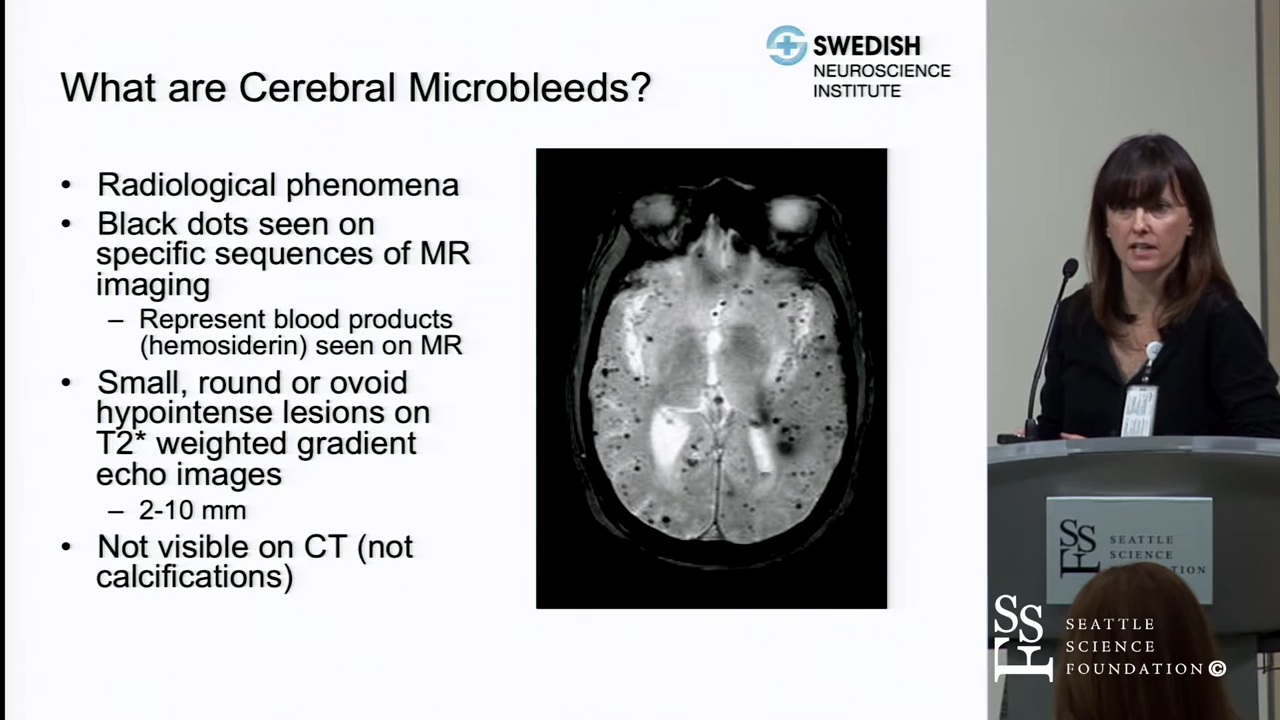 SWEDISH
NEUROSCIENCE
INSTITUTE
What are Cerebral Microbleeds?
• Radiological phenomena
• Black dots seen on
specific sequences of MR
imaging
– Represent blood products
(hemosiderin) seen on MR
• Small, round or ovoid
hypointense lesions on
T2* weighted gradient
echo images
– 2-10 mm
• Not visible on CT (not
calcifications)
SSF
SEATTLE
SCIENCE
SSF
SEATTLE
SCIENCE
FOUNDATION©